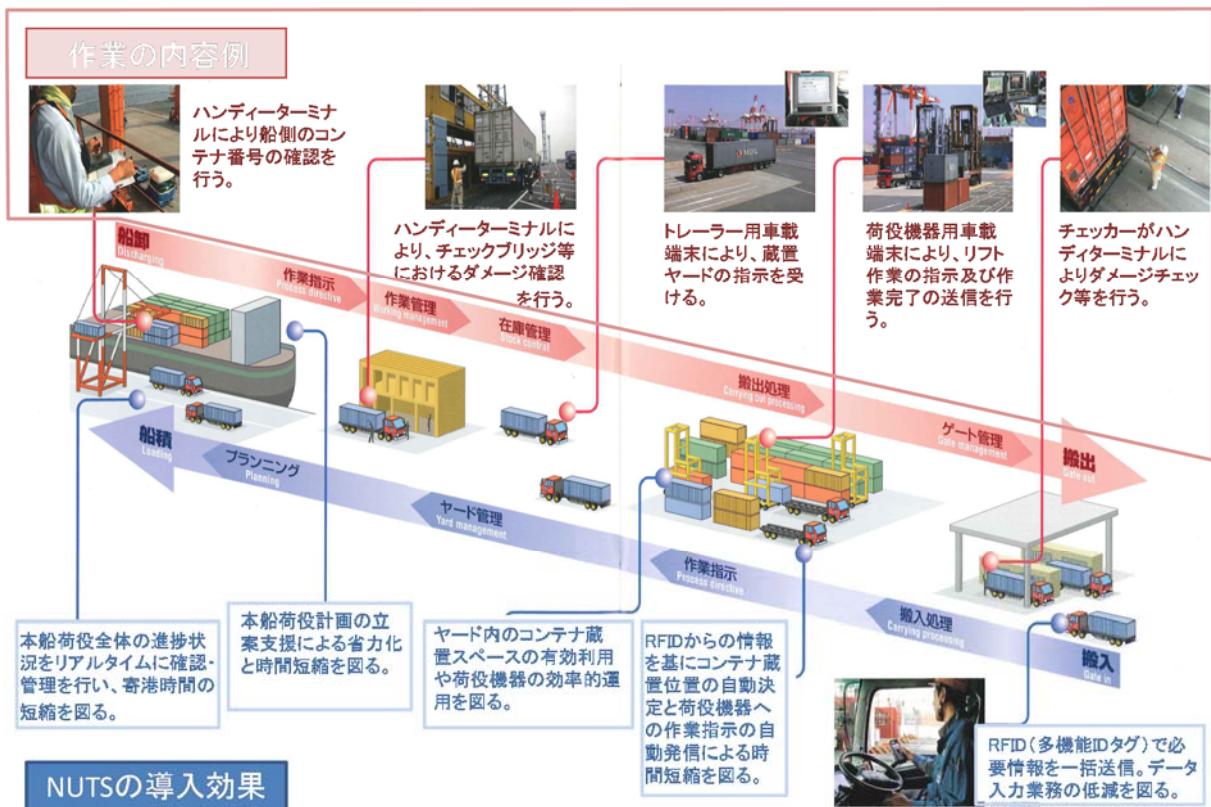 作業の内容例
ハンディーターミナ
ルにより船側のコン
テナ番号の確認を
行う。
ハンディーターミナルに
より、チェックブリッジ等
におけるダメージ確認
を行う。
トレーラー用車載
端末により、蔵置
ヤードの指示を受
ける。
荷役機器用車載
端末により、リフト
作業の指示及び作
業完了の送信を行
う。
チェッカーがハン
ディターミナルに
よりダメージチェッ
ク等を行う。
船卸
Discharging
作業指示
Process directive
作業管理
Working management
在庫管理
Stock control
搬出処理
Carrying out processing
ゲート管理
Gate management
搬出
Gate out
船積
Loading
プランニング
Planning
ヤード管理
Yard management
作業指示
Process directive
搬入処理
Carrying processing
搬入
Gate in
本船荷役全体の進捗状
況をリアルタイムに確認・
管理を行い、寄港時間の
短縮を図る。
本船荷役計画の立
案支援による省力化
と時間短縮を図る。
ヤード内のコンテナ蔵
置スペースの有効利用
や荷役機器の効率的運
用を図る。
RFIDからの情報
を基にコンテナ蔵
置位置の自動決
定と荷役機器へ
の作業指示の自
動発信による時
間短縮を図る。
RFID(多機能IDタグ)で必
要情報を一括送信。データ
入力業務の低減を図る。
NUTSの導入効果